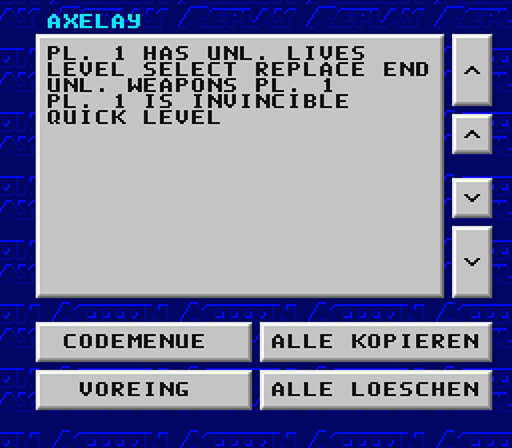 AXELAY
PL. 1 HAS UNL. LIVES
LEVEL SELECT REPLACE END
UNL. WEAPONS PL. 1
PL. 1 IS INVINCIBLE
QUICK LEVEL
CODEMENUE
ALLE KOPIEREN
VOREING
ALLE LOESCHEN